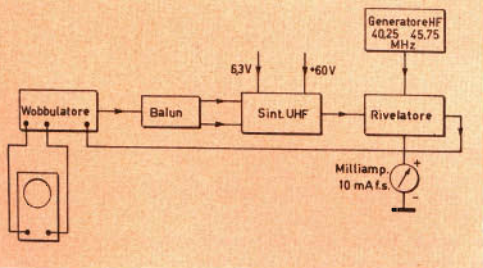 Generatore HF
40,25 45,75
MHz
6,3V
+60V
Wobbulatore
Balun
Sint. UHF
Rivelatore
Milliamp.
10 mA f.s.
+
-